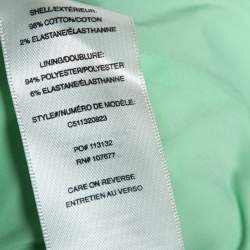 SHELL/EXTÉRIEUR:
98% COTTON/COTON
2% ELASTANE/ÉLASTHANNE
LINING/DOUBLURE:
94% POLYESTER/POLYESTER
6% ELASTANE/ÉLASTHANNE
STYLE#/NUMÉRO DE MODÈLE:
C511320823
PO# 113132
RN# 107677
CARE ON REVERSE
ENTRETIEN AU VERSO